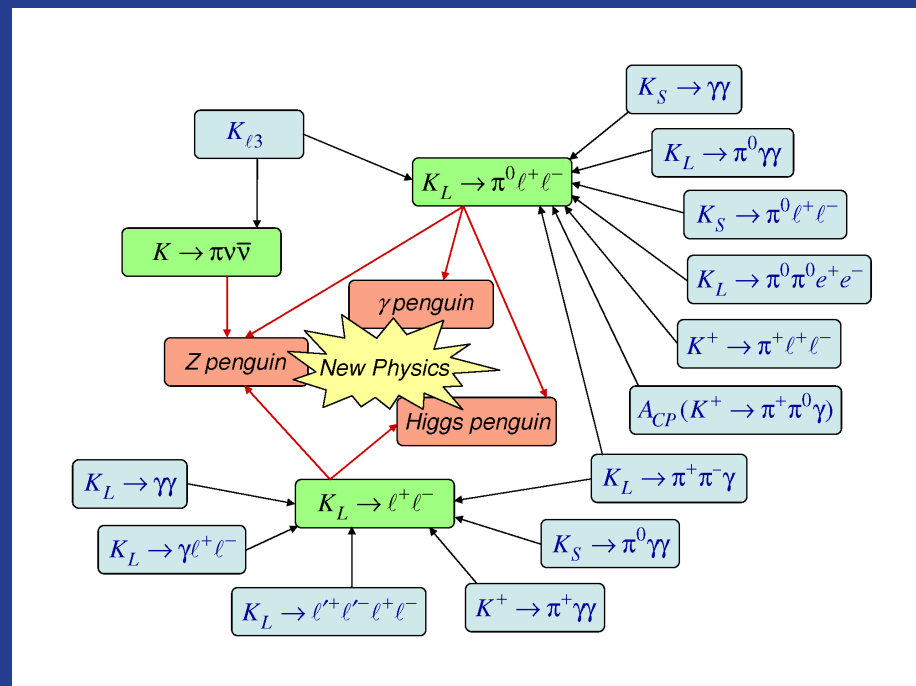 K_S → γγ
K_ℓ3
K_L → π⁰γγ
K_L → π⁰ℓ⁺ℓ⁻
K_S → π⁰ℓ⁺ℓ⁻
K → πνν̅
K_L → π⁰π⁰e⁺e⁻
γ penguin
K⁺ → π⁺ℓ⁺ℓ⁻
Z penguin
New Physics
A_CP(K⁺ → π⁺π⁰γ)
Higgs penguin
K_L → π⁺π⁻γ
K_L → γγ
K_L → ℓ⁺ℓ⁻
K_L → γℓ⁺ℓ⁻
K_S → π⁰γγ
K_L → ℓ′⁺ℓ′⁻ℓ⁺ℓ⁻
K⁺ → π⁺γγ